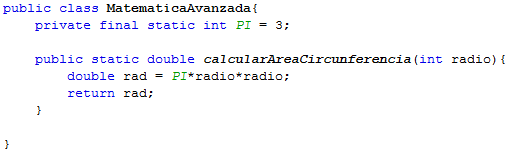 public class MatematicaAvanzada{
    private final static int PI = 3;

    public static double calcularAreaCircunferencia(int radio){
        double rad = PI*radio*radio;
        return rad;
    }

}